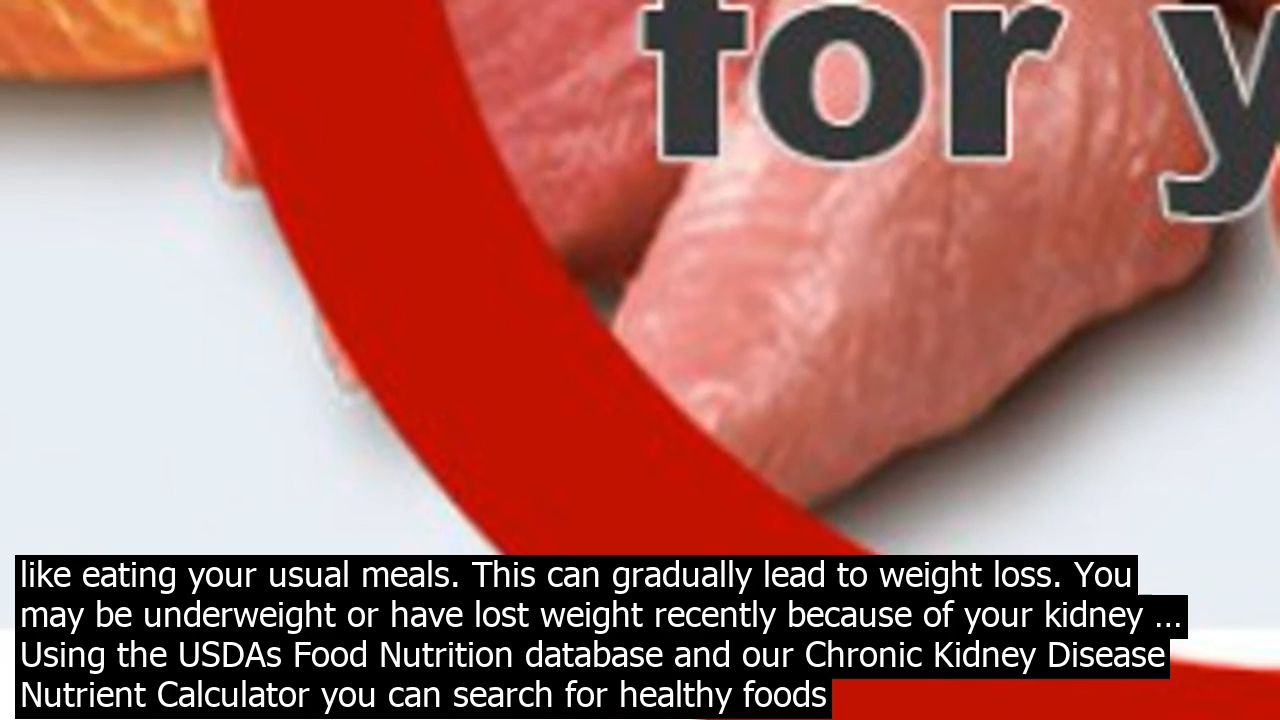 for y
like eating your usual meals. This can gradually lead to weight loss. You
may be underweight or have lost weight recently because of your kidney ...
Using the USDAs Food Nutrition database and our Chronic Kidney Disease
Nutrient Calculator you can search for healthy foods